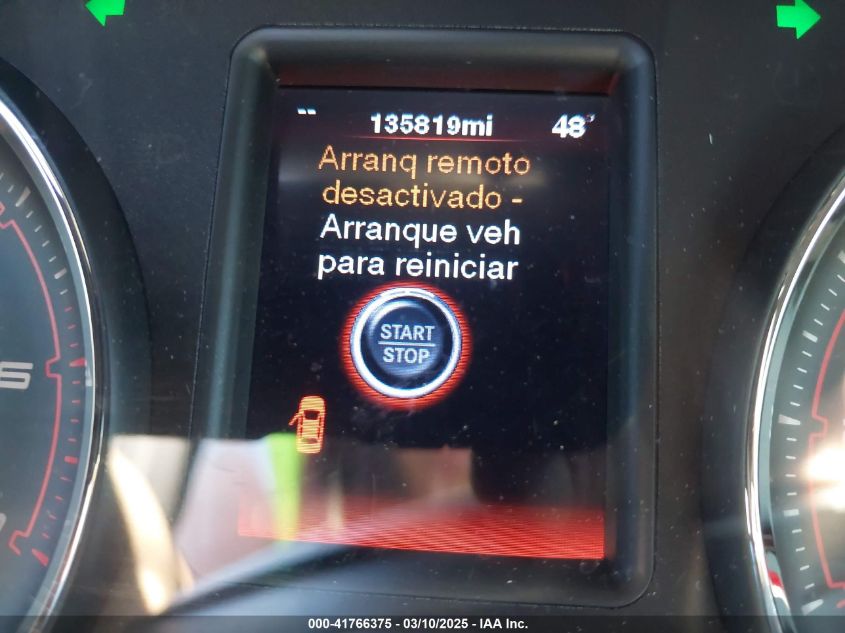 135819mi 48°
Arranq remoto
desactivado -
Arranque veh
para reiniciar
START
STOP
000-41766375 - 03/10/2025 - IAA Inc.